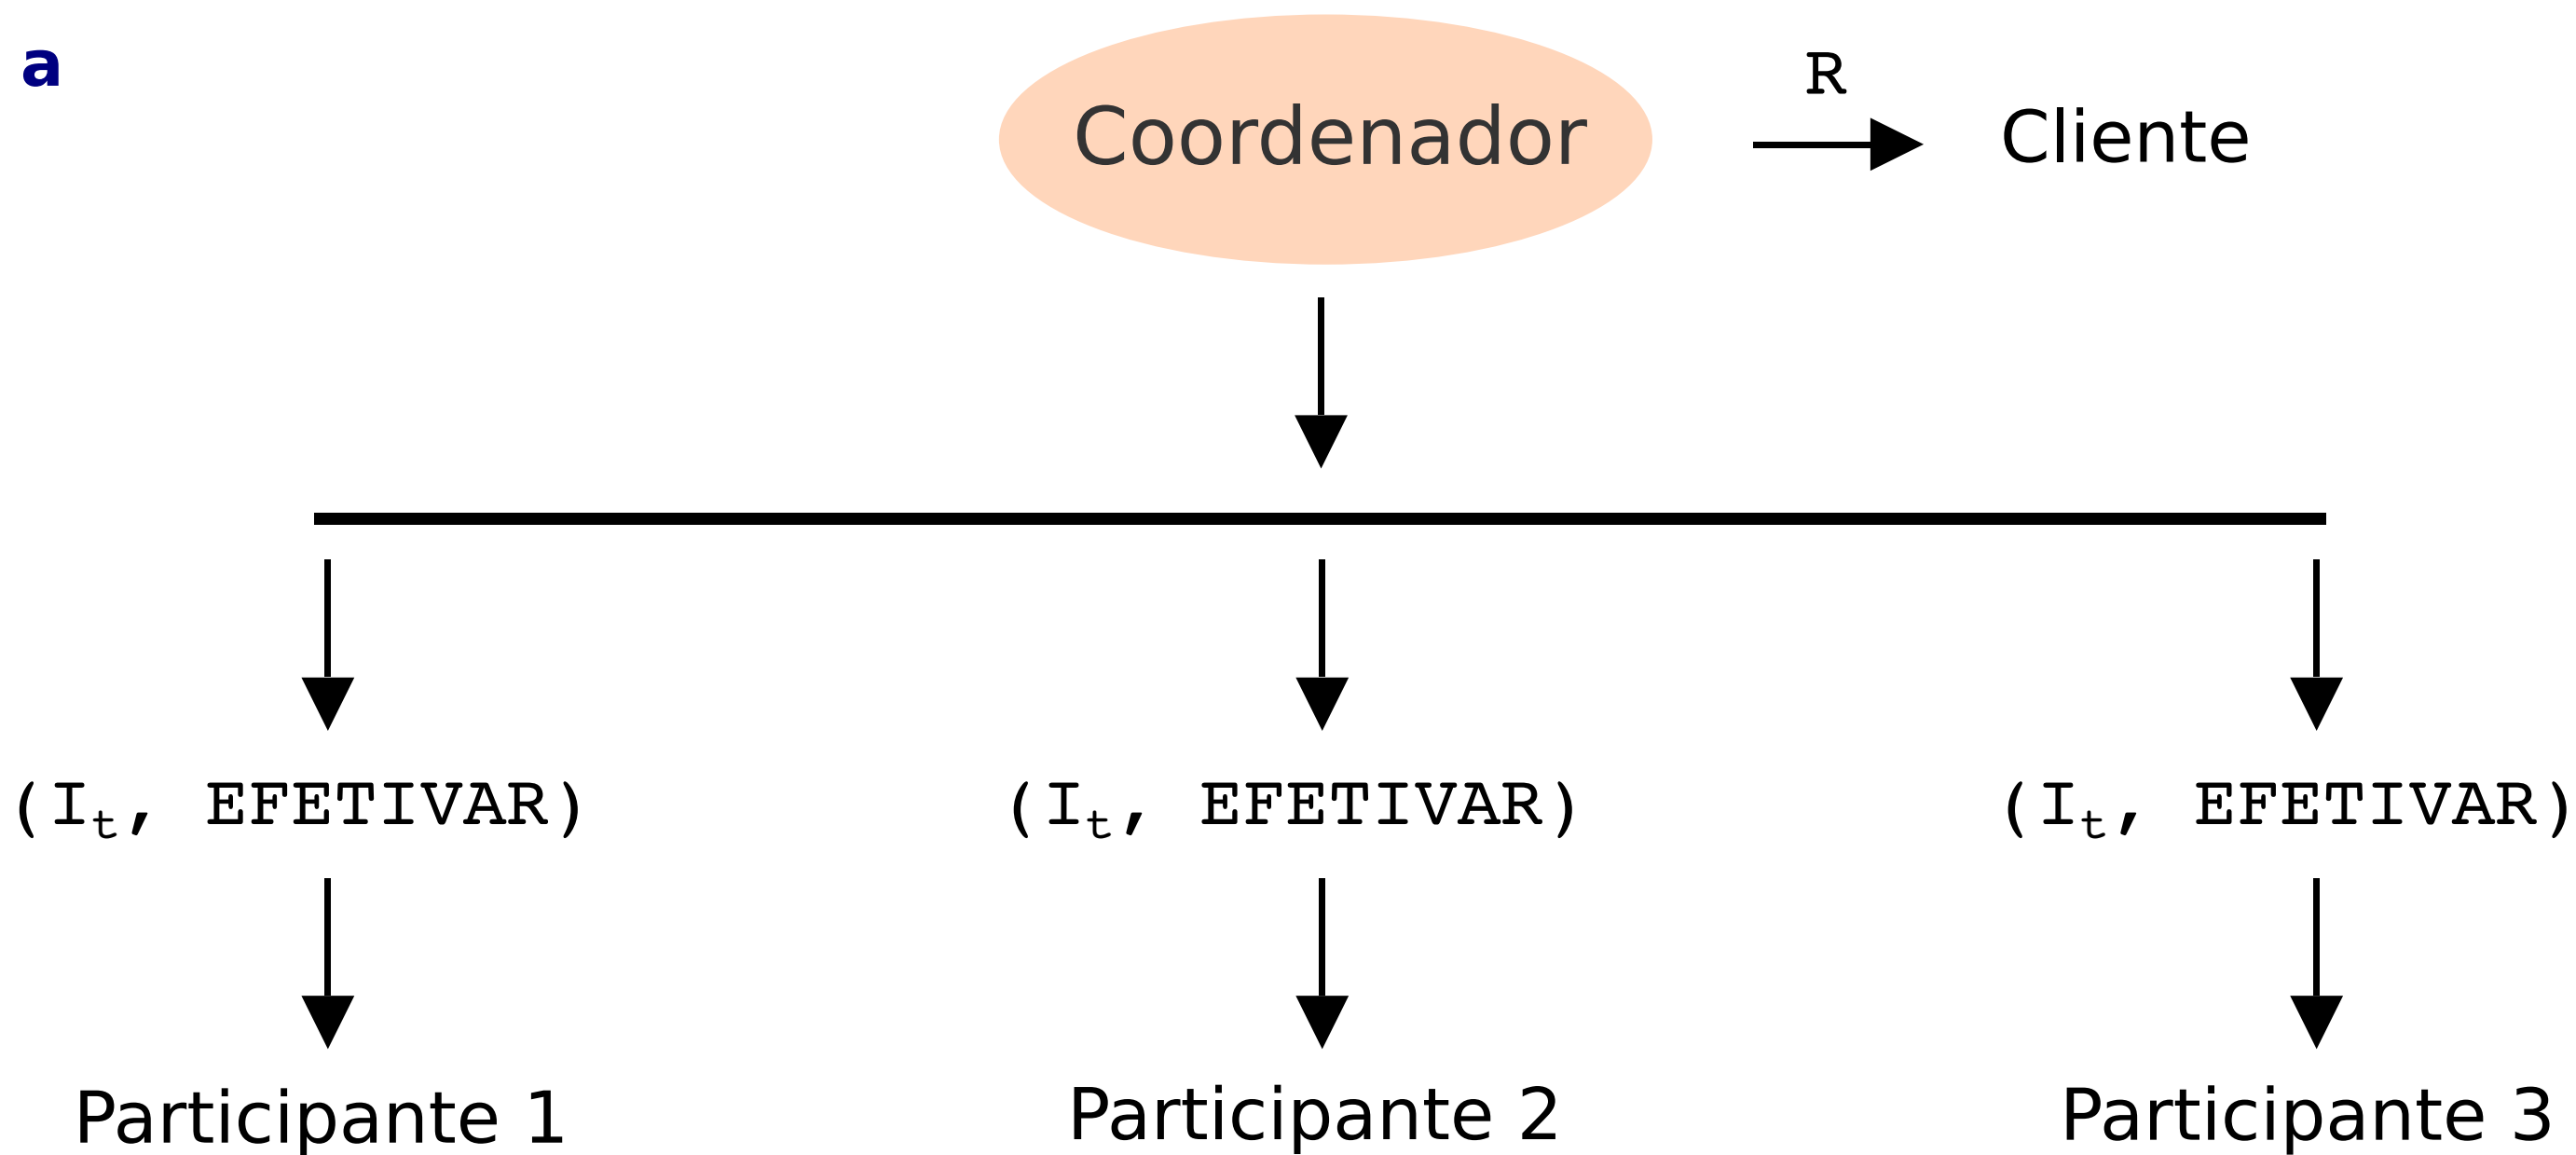 a
R
Coordenador
Cliente
(It, EFETIVAR)
(It, EFETIVAR)
(It, EFETIVAR)
Participante 1
Participante 2
Participante 3